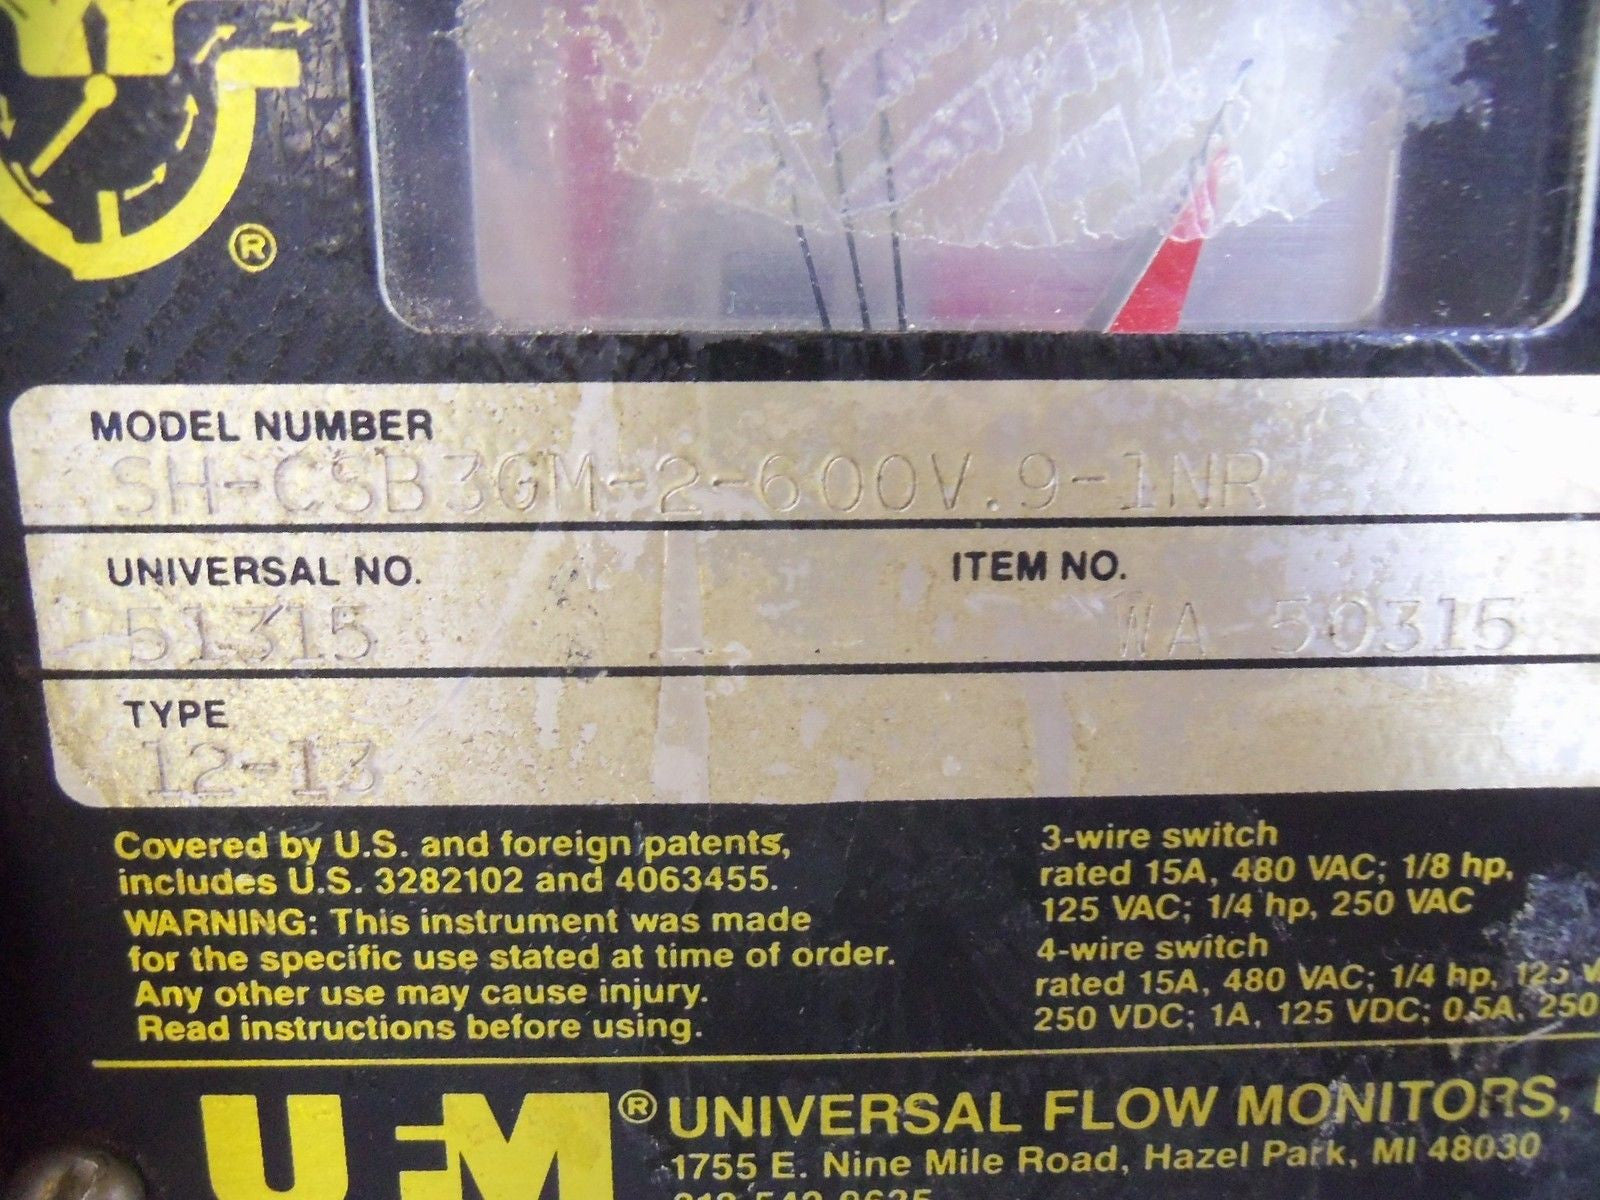 ®
MODEL NUMBER
SH-CSB3GM-2-600V.9-1NR
UNIVERSAL NO. ITEM NO.
51315 WA 50315
TYPE
12-13
Covered by U.S. and foreign patents,
includes U.S. 3282102 and 4063455.
WARNING: This instrument was made
for the specific use stated at time of order.
Any other use may cause injury.
Read instructions before using.
3-wire switch
rated 15A, 480 VAC; 1/8 hp,
125 VAC; 1/4 hp, 250 VAC
4-wire switch
rated 15A, 480 VAC; 1/4 hp, 125
250 VDC; 1A, 125 VDC; 0.5A, 250
UFM® UNIVERSAL FLOW MONITORS,
1755 E. Nine Mile Road, Hazel Park, MI 48030